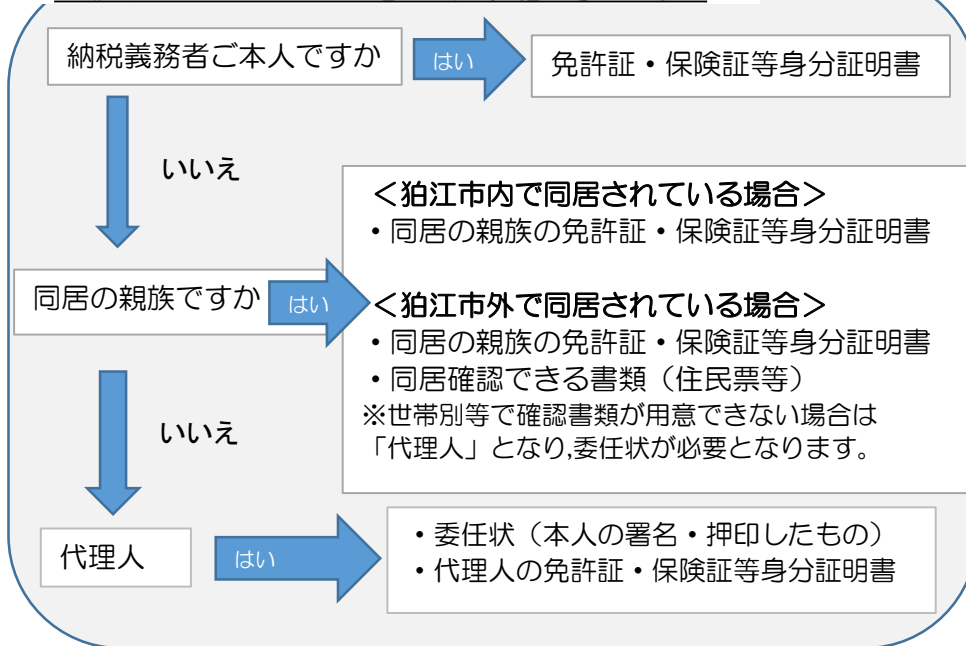 納税義務者ご本人ですか
はい
免許証・保険証等身分証明書
いいえ
同居の親族ですか
はい
＜狛江市内で同居されている場合＞
・同居の親族の免許証・保険証等身分証明書
＜狛江市外で同居されている場合＞
・同居の親族の免許証・保険証等身分証明書
・同居確認できる書類（住民票等）
※世帯別等で確認書類が用意できない場合は
「代理人」となり,委任状が必要となります。
いいえ
代理人
はい
・委任状（本人の署名・押印したもの）
・代理人の免許証・保険証等身分証明書